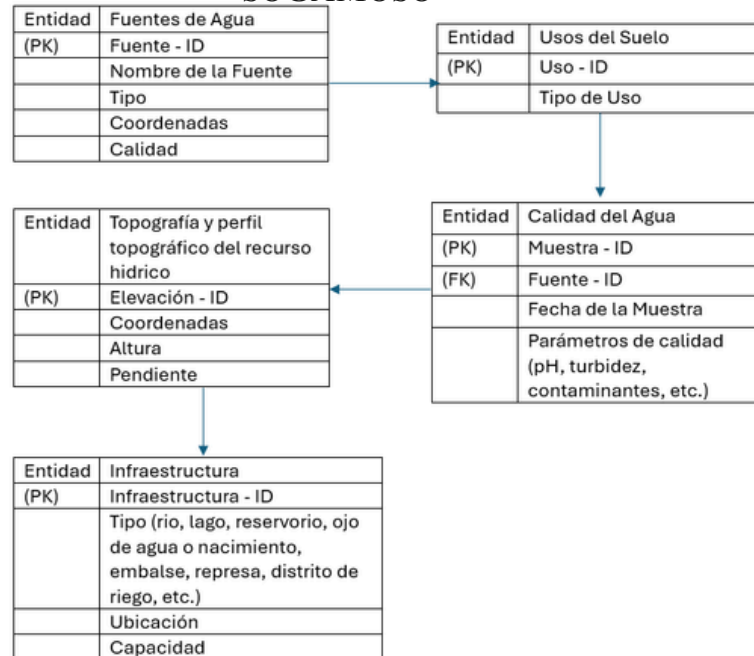 SOGAMOSO
Entidad Fuentes de Agua
(PK) Fuente - ID
Nombre de la Fuente
Tipo
Coordenadas
Calidad
Entidad Usos del Suelo
(PK) Uso - ID
Tipo de Uso
Entidad Calidad del Agua
(PK) Muestra - ID
(FK) Fuente - ID
Fecha de la Muestra
Parámetros de calidad
(pH, turbidez,
contaminantes, etc.)
Entidad Topografía y perfil
topográfico del recurso
hidrico
(PK) Elevación - ID
Coordenadas
Altura
Pendiente
Entidad Infraestructura
(PK) Infraestructura - ID
Tipo (rio, lago, reservorio, ojo
de agua o nacimiento,
embalse, represa, distrito de
riego, etc.)
Ubicación
Capacidad